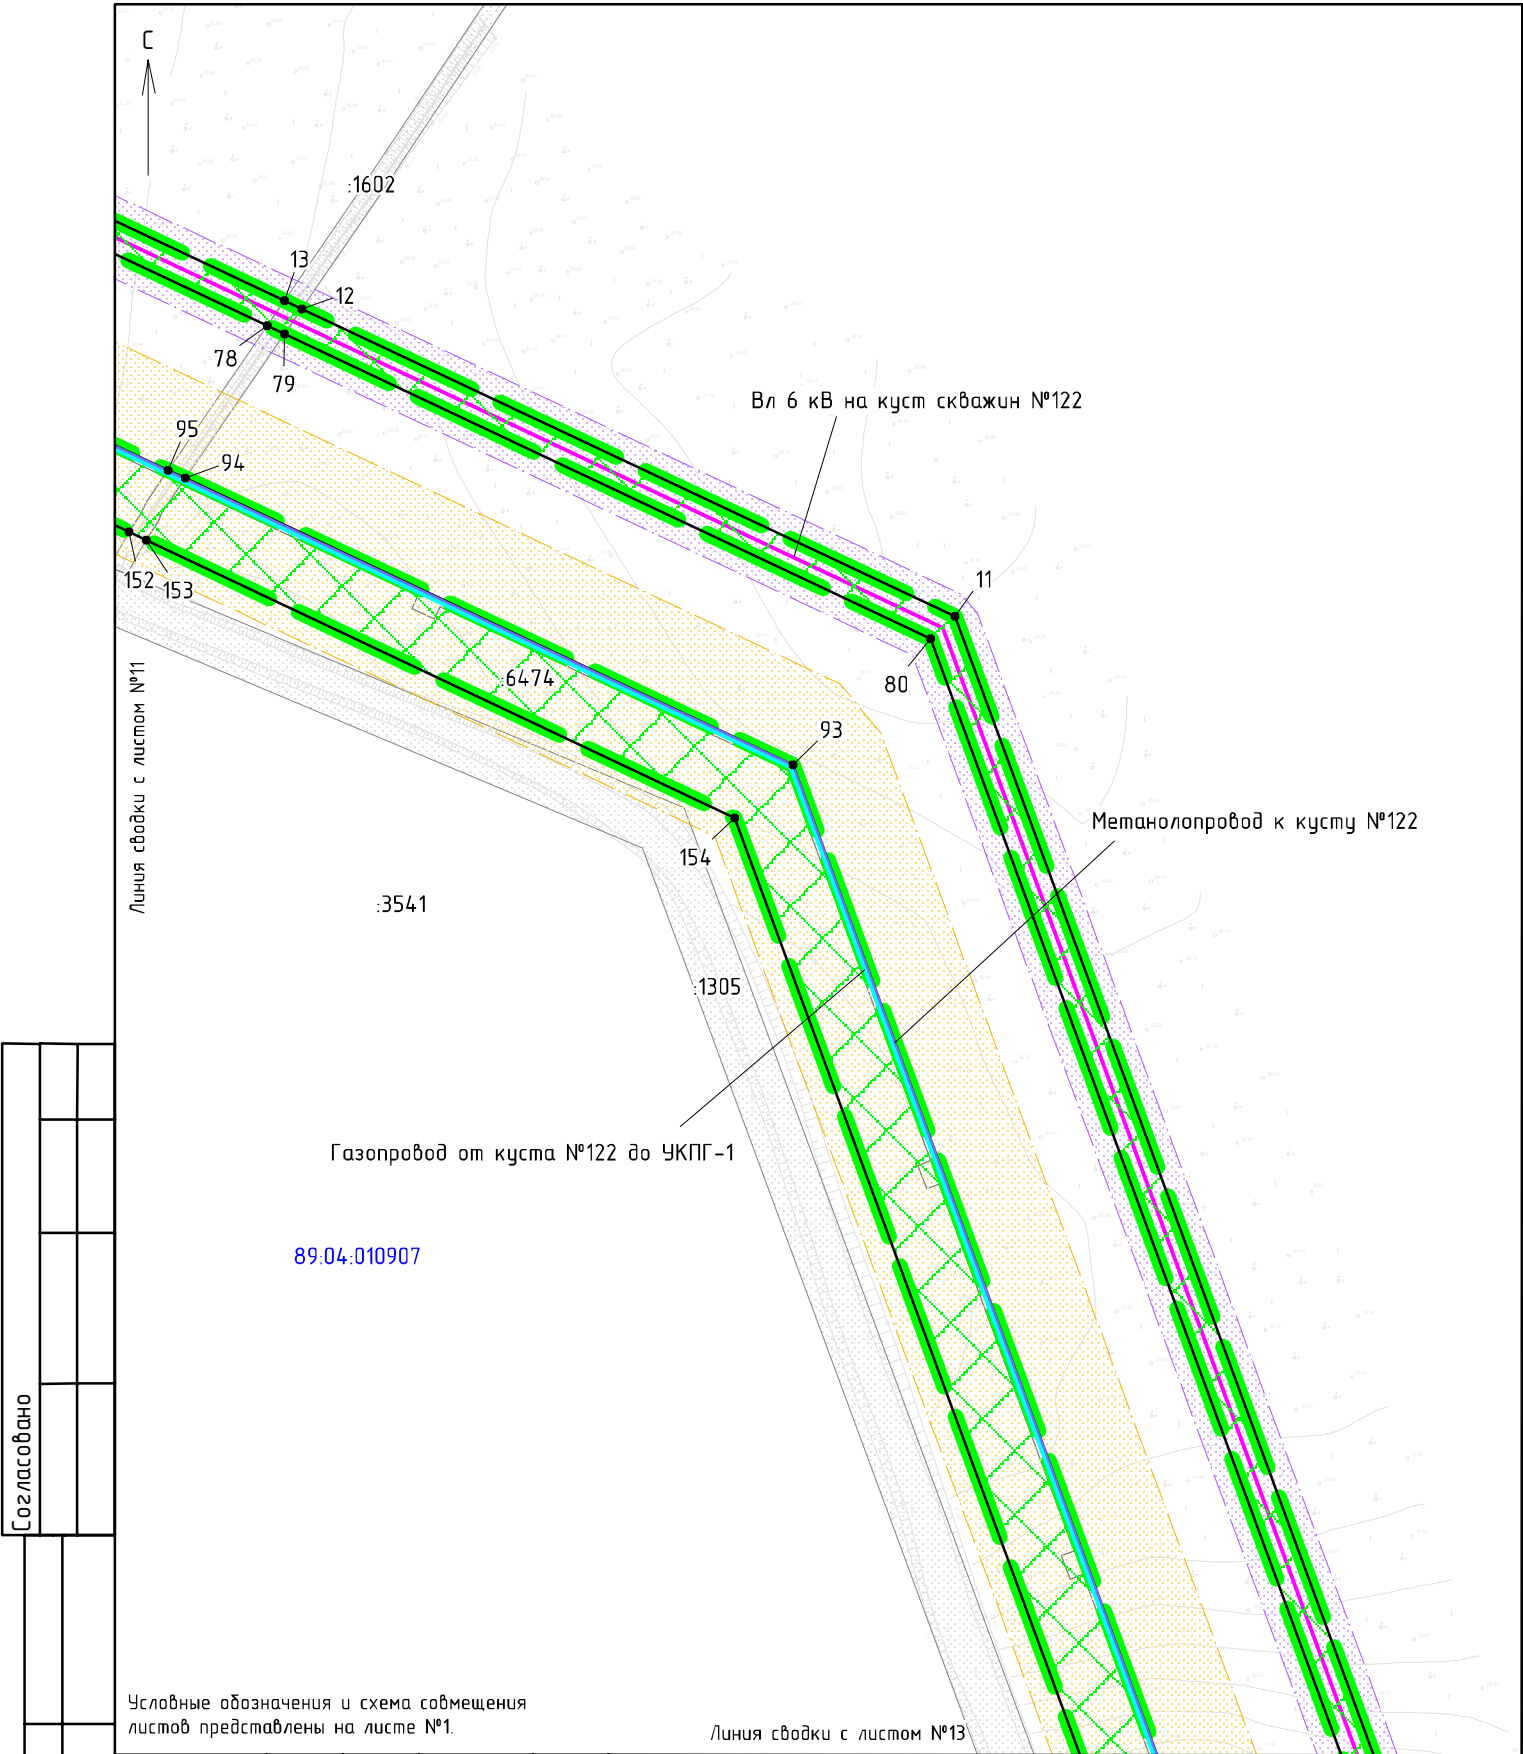 С
:1602
13
12
78
79
Вл 6 кВ на куст скважин №122
95
94
11
152
153
:6474
80
93
Линия сводки с листом №11
Метанолопровод к кусту №122
154
:3541
:1305
Газопровод от куста №122 до УКПГ-1
89:04:010907
Согласовано
Условные обозначения и схема совмещения
листов представлены на листе №1.
Линия сводки с листом №13